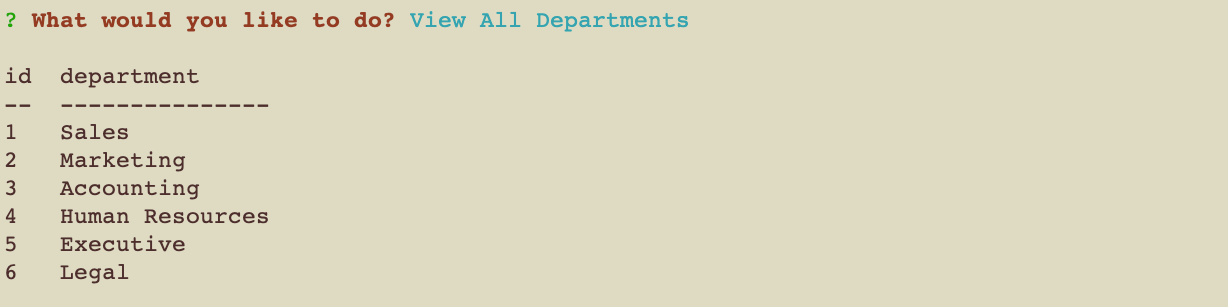 ? What would you like to do? View All Departments
id  department
--  ---------------
1   Sales
2   Marketing
3   Accounting
4   Human Resources
5   Executive
6   Legal